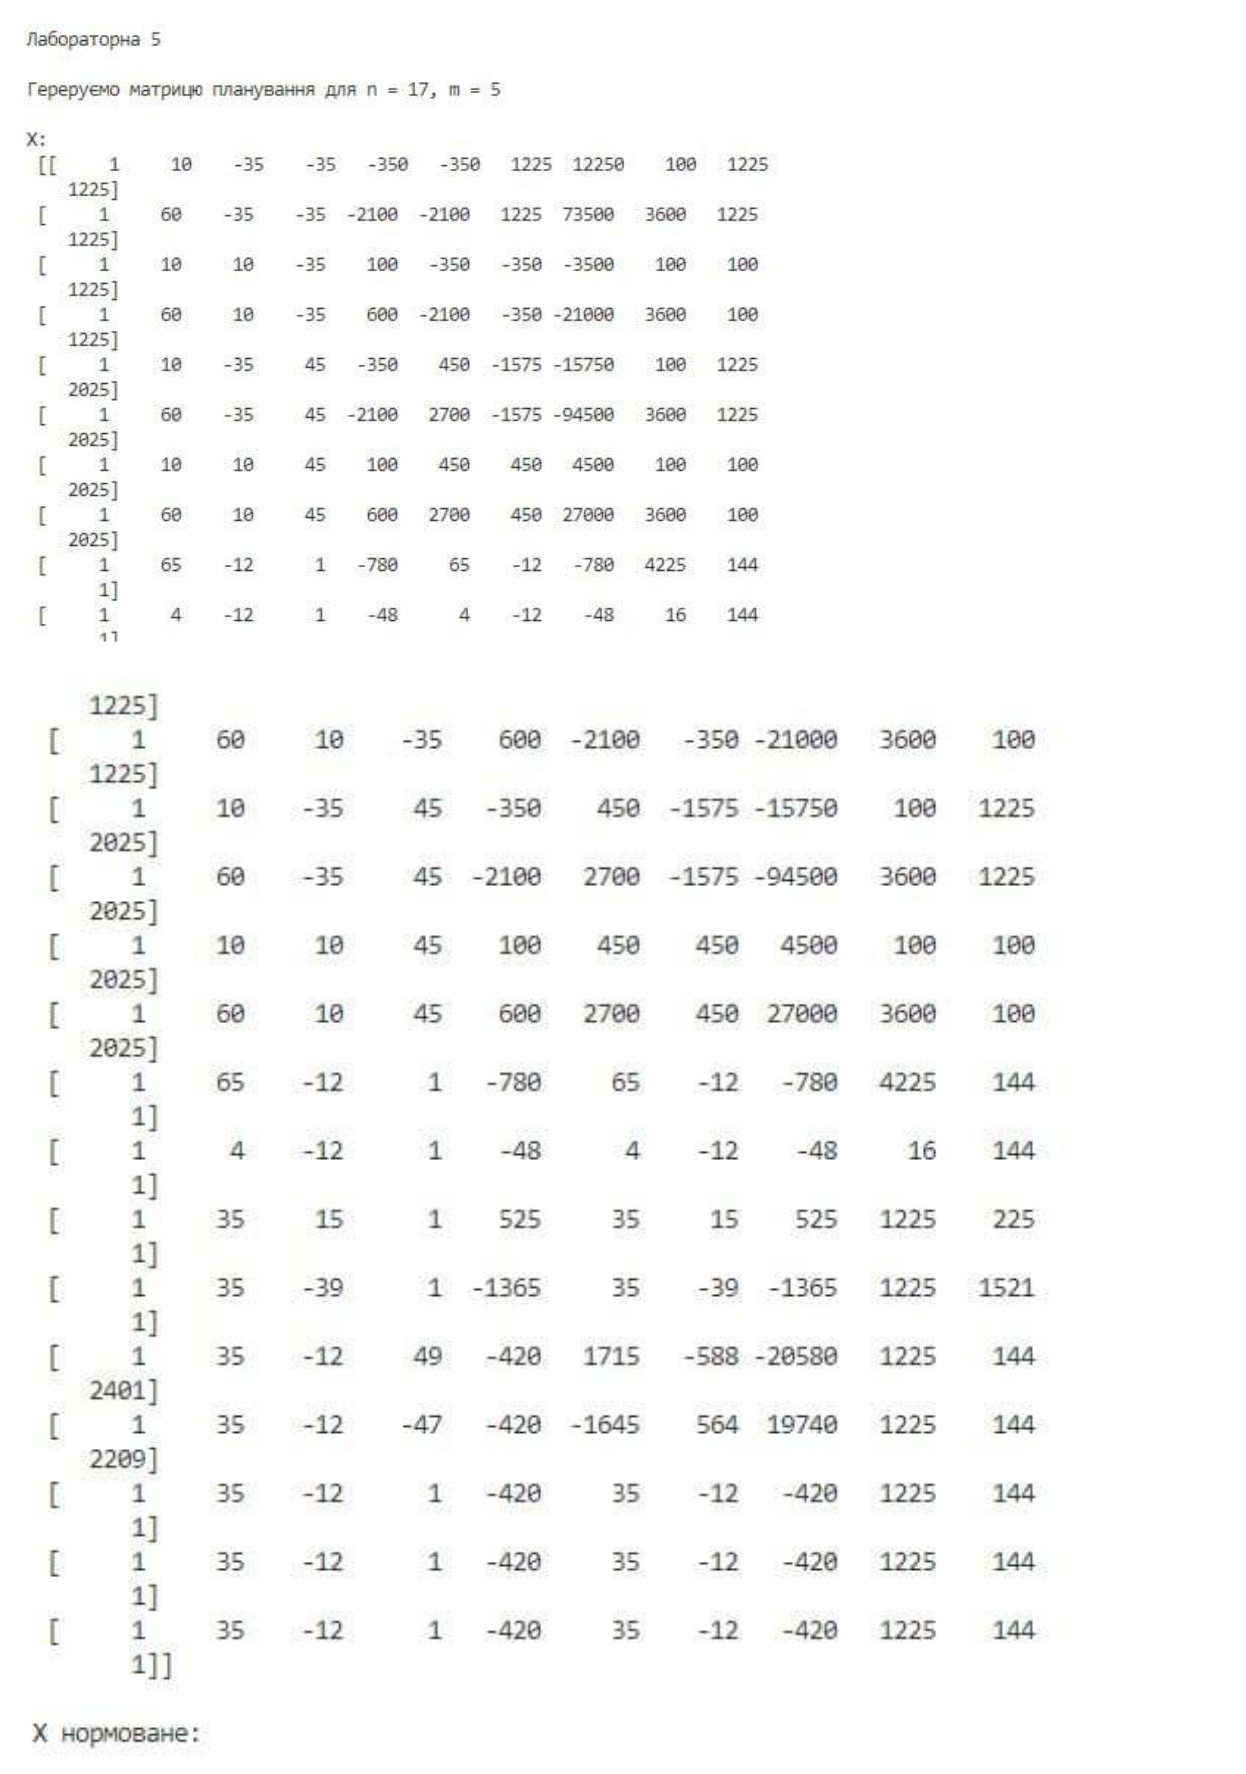 Лабораторна 5
Гереруємо матрицю планування для n = 17, m = 5
X:
[[ 1 10 -35 -35 -350 -350 1225 12250 100 1225
1225]
[ 1 60 -35 -35 -2100 -2100 1225 73500 3600 1225
1225]
[ 1 10 10 -35 100 -350 -350 -3500 100 100
1225]
[ 1 60 10 -35 600 -2100 -350 -21000 3600 100
1225]
[ 1 10 -35 45 -350 450 -1575 -15750 100 1225
2025]
[ 1 60 -35 45 -2100 2700 -1575 -94500 3600 1225
2025]
[ 1 10 10 45 100 450 450 4500 100 100
2025]
[ 1 60 10 45 600 2700 450 27000 3600 100
2025]
[ 1 65 -12 1 -780 65 -12 -780 4225 144
1]
[ 1 4 -12 1 -48 4 -12 -48 16 144
1]
1225]
[ 1 60 10 -35 600 -2100 -350 -21000 3600 100
1225]
[ 1 10 -35 45 -350 450 -1575 -15750 100 1225
2025]
[ 1 60 -35 45 -2100 2700 -1575 -94500 3600 1225
2025]
[ 1 10 10 45 100 450 450 4500 100 100
2025]
[ 1 60 10 45 600 2700 450 27000 3600 100
2025]
[ 1 65 -12 1 -780 65 -12 -780 4225 144
1]
[ 1 4 -12 1 -48 4 -12 -48 16 144
1]
[ 1 35 15 1 525 35 15 525 1225 225
1]
[ 1 35 -39 1 -1365 35 -39 -1365 1225 1521
1]
[ 1 35 -12 49 -420 1715 -588 -20580 1225 144
2401]
[ 1 35 -12 -47 -420 -1645 564 19740 1225 144
2209]
[ 1 35 -12 1 -420 35 -12 -420 1225 144
1]
[ 1 35 -12 1 -420 35 -12 -420 1225 144
1]
[ 1 35 -12 1 -420 35 -12 -420 1225 144
1]]
X нормоване: